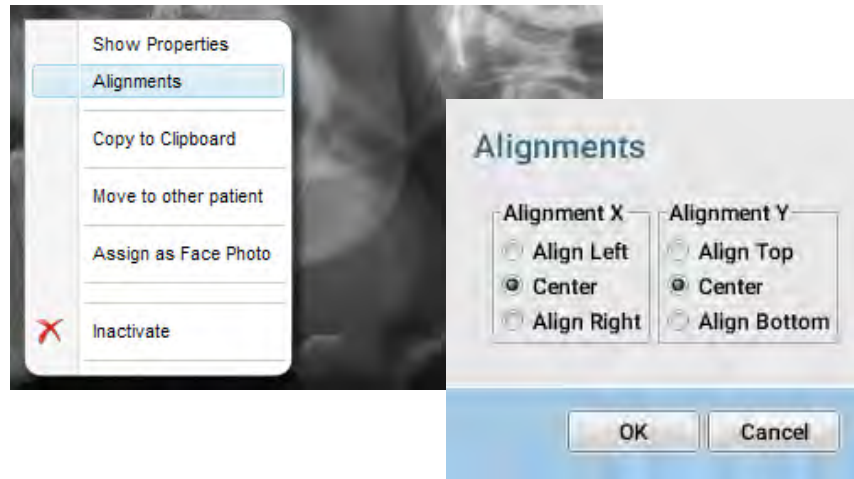 Show Properties
Alignments
Copy to Clipboard
Move to other patient
Assign as Face Photo
Inactivate
Alignments
Alignment X
Align Left
Center
Align Right
Alignment Y
Align Top
Center
Align Bottom
OK
Cancel